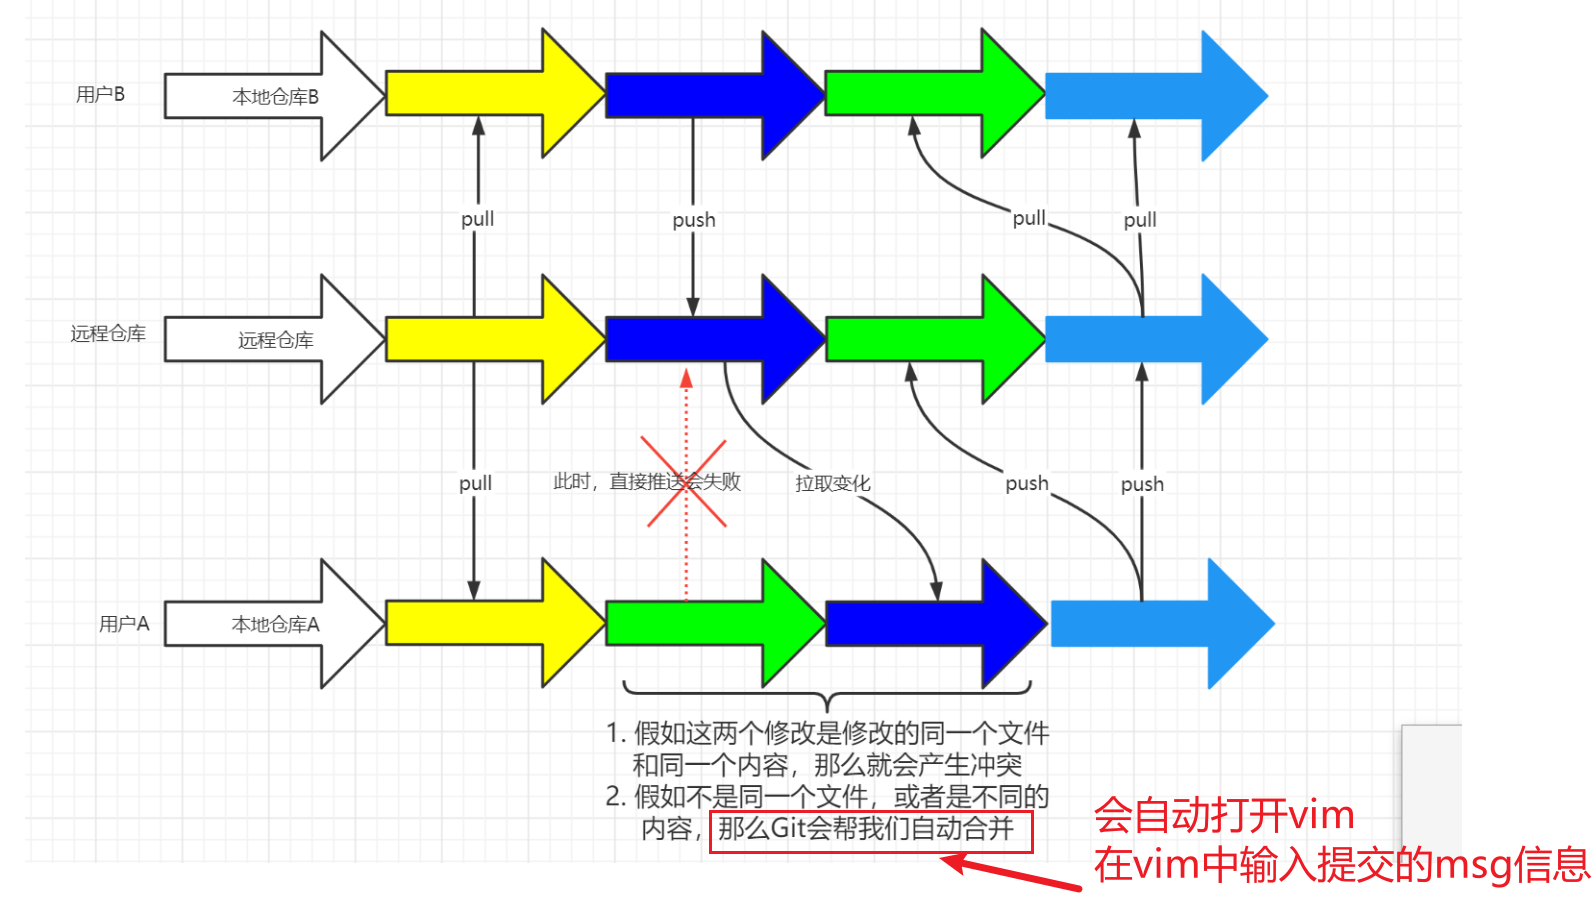 用户B
本地仓库B
pull
push
pull
pull
远程仓库
远程仓库
pull
此时，直接推送会失败
拉取变化
push
push
用户A
本地仓库A
1. 假如这两个修改是修改的同一个文件
和同一个内容，那么就会产生冲突
2. 假如不是同一个文件，或者是不同的
内容，那么Git会帮我们自动合并
会自动打开vim
在vim中输入提交的msg信息